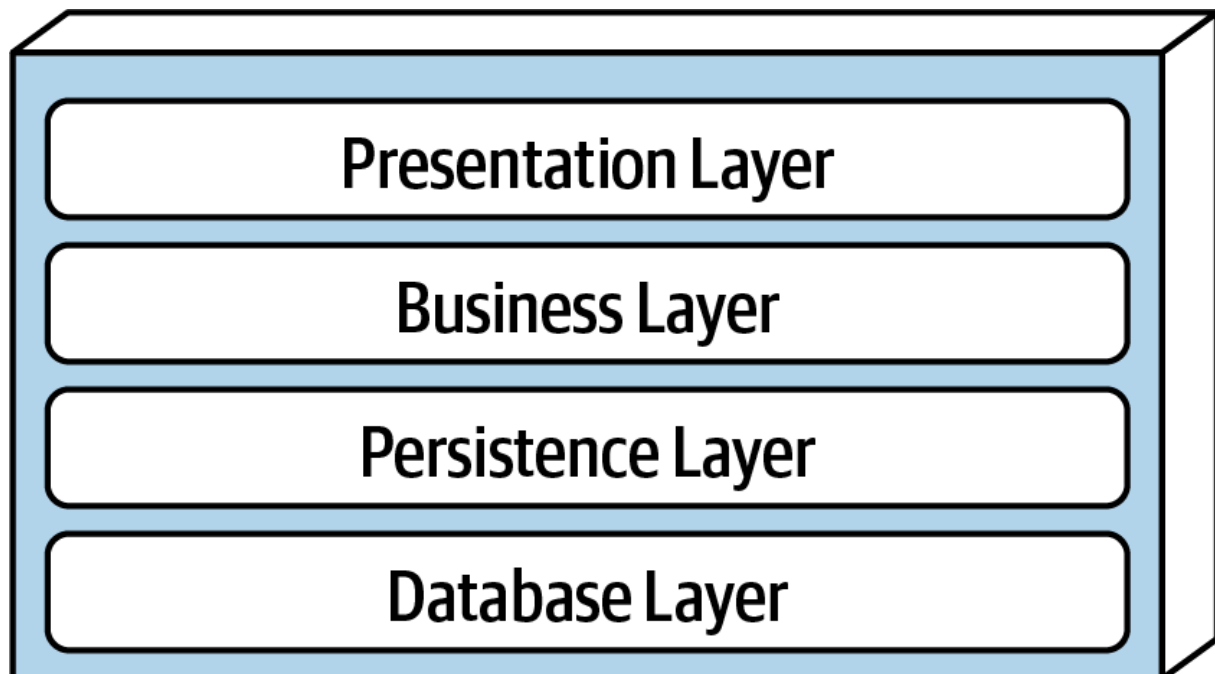 Presentation Layer
Business Layer
Persistence Layer
Database Layer